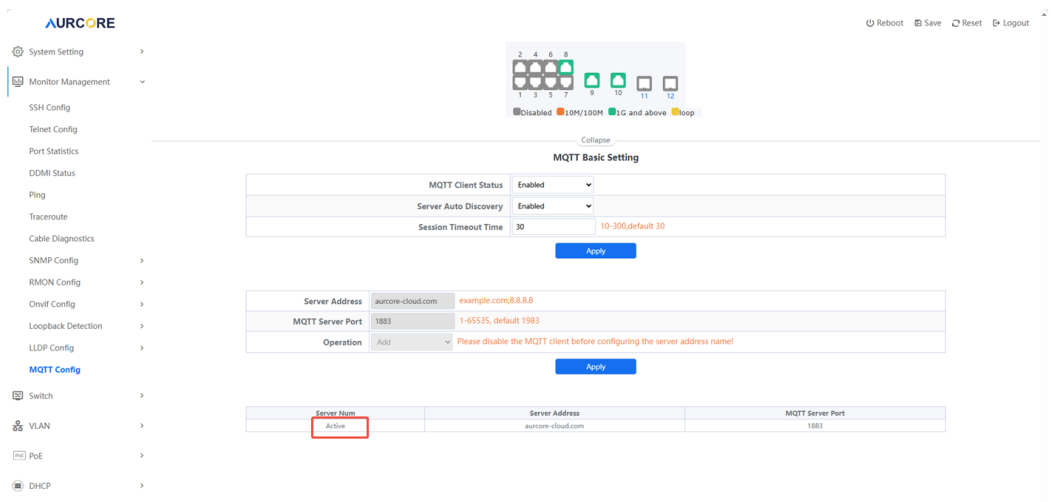 AURCORE
Reboot Save Reset Logout
System Setting
Monitor Management
SSH Config
Telnet Config
Port Statistics
DDMI Status
Ping
Traceroute
Cable Diagnostics
SNMP Config
RMON Config
Onvif Config
Loopback Detection
LLDP Config
MQTT Config
Switch
VLAN
PoE PoE
DHCP
2 4 6 8
1 3 5 7 9 10 11 12
Disabled 10M/100M 1G and above loop
Collapse
MQTT Basic Setting
MQTT Client Status Enabled
Server Auto Discovery Enabled
Session Timeout Time 30 10-300,default 30
Apply
Server Address aurcore-cloud.com example.com;8.8.8.8
MQTT Server Port 1883 1-65535, default 1983
Operation Add Please disable the MQTT client before configuring the server address name!
Apply
Server Num Server Address MQTT Server Port
Active aurcore-cloud.com 1883